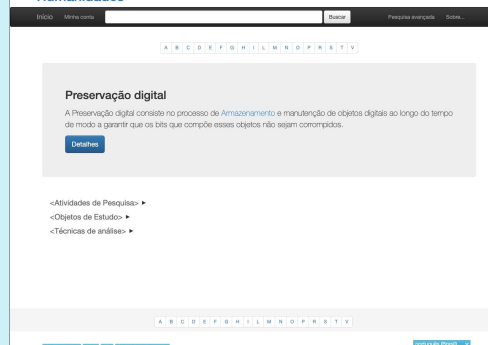 Início Minha conta Buscar Pesquisa avançada Sobre...
A B C D E F G H I L M N O P R S T V
Preservação digital
A Preservação digital consiste no processo de Armazenamento e manutenção de objetos digitais ao longo do tempo
de modo a garantir que os bits que compõe esses objetos não sejam corrompidos.
Detalhes
<Atividades de Pesquisa> ►
<Objetos de Estudo> ►
<Técnicas de análise> ►
A B C D E F G H I L M N O P R S T V